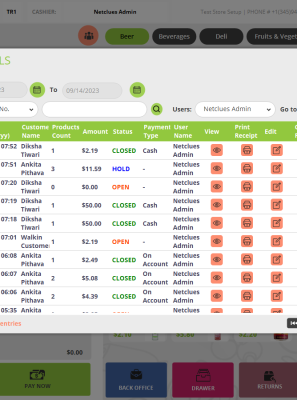 TR1 CASHIER: Netclues Admin Test Store Setup | PHONE #
Beer Beverages Deli Fruits & Veget
LS
2023 To 09/14/2023
No. Users: Netclues Admin Go to
yy) Customer Name Products Count Amount Status Payment Type User Name View Print Receipt Edit
07:52 Diksha Tiwari 1 $2.19 CLOSED Cash Netclues Admin
07:51 Ankita Pithava 3 $11.59 HOLD - Netclues Admin
07:20 Diksha Tiwari 0 $0.00 OPEN - Netclues Admin
07:19 Diksha Tiwari 1 $50.00 CLOSED Cash Netclues Admin
07:18 Diksha Tiwari 1 $50.00 CLOSED Cash Netclues Admin
07:01 Walkin Custome 1 $2.19 OPEN - Netclues Admin
06:08 Ankita Pithava 1 $2.49 CLOSED On Account Netclues Admin
06:07 Ankita Pithava 2 $5.08 CLOSED On Account Netclues Admin
06:06 Ankita Pithava 2 $4.39 CLOSED On Account Netclues Admin
05:35 Ankita Netclues
entries
$0.00
PAY NOW BACK OFFICE DRAWER RETURNS